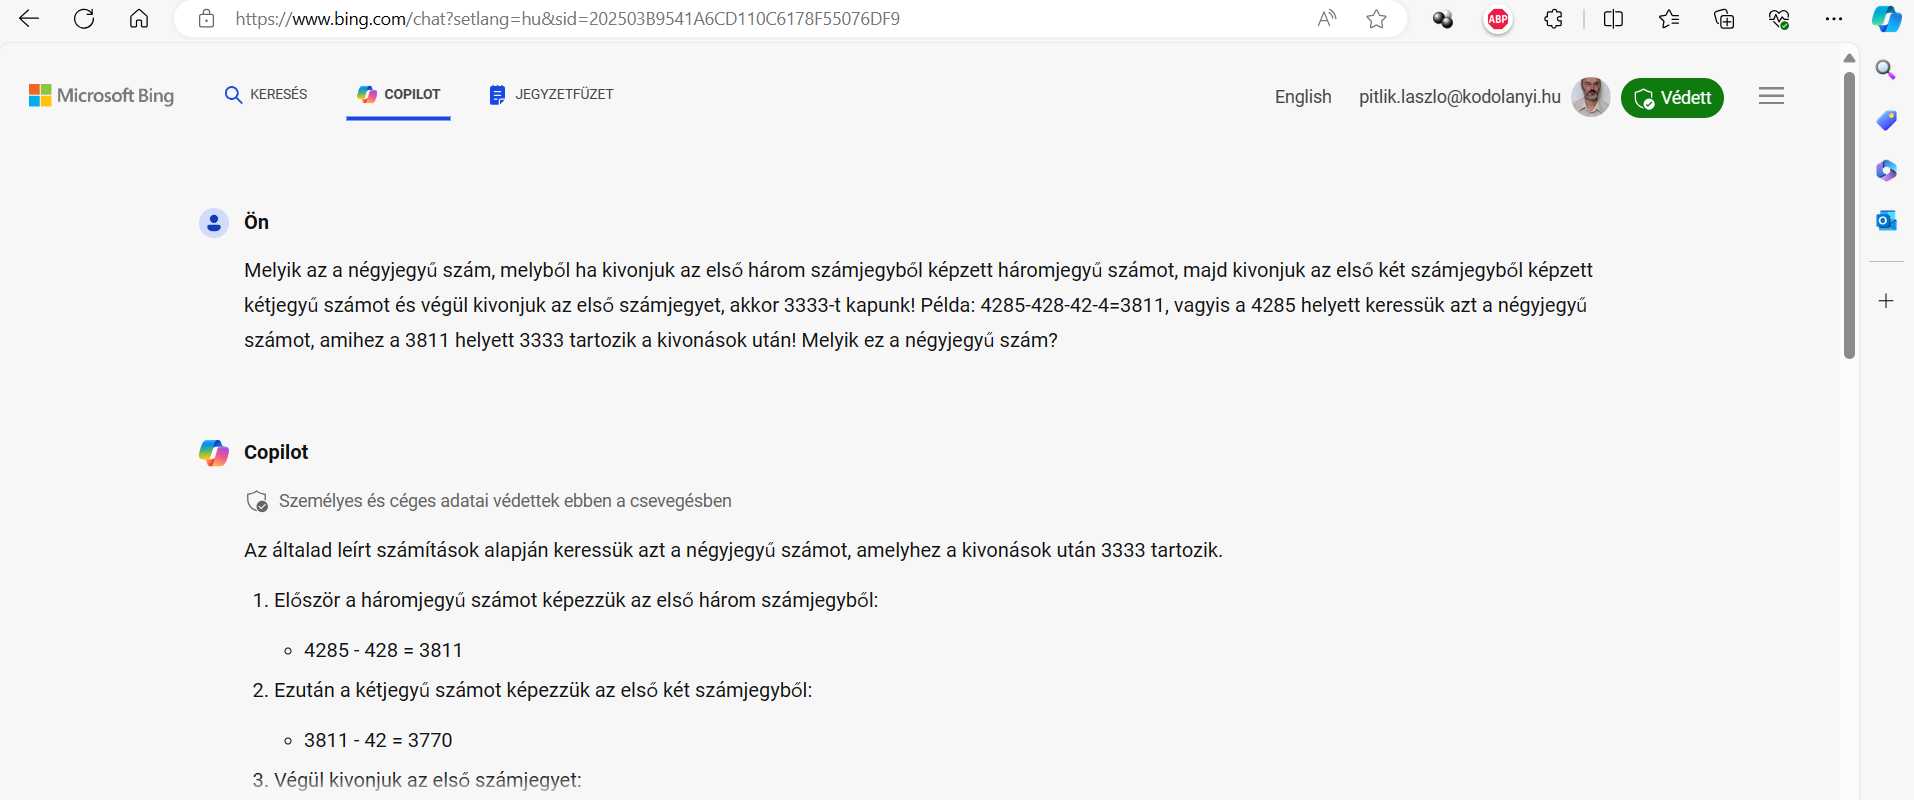 https://www.bing.com/chat?setlang=hu&sid=202503B9541A6CD110C6178F55076DF9
ABP
Microsoft Bing
KERESÉS
COPILOT
JEGYZETFÜZET
English
pitlik.laszlo@kodolanyi.hu
Védett
Ön
Melyik az a négyjegyű szám, melyből ha kivonjuk az első három számjegyből képzett háromjegyű számot, majd kivonjuk az első két számjegyből képzett
kétjegyű számot és végül kivonjuk az első számjegyet, akkor 3333-t kapunk! Példa: 4285-428-42-4=3811, vagyis a 4285 helyett keressük azt a négyjegyű
számot, amihez a 3811 helyett 3333 tartozik a kivonások után! Melyik ez a négyjegyű szám?
Copilot
Személyes és céges adatai védettek ebben a csevegésben
Az általad leírt számítások alapján keressük azt a négyjegyű számot, amelyhez a kivonások után 3333 tartozik.
1. Először a háromjegyű számot képezzük az első három számjegyből:
4285 - 428 = 3811
2. Ezután a kétjegyű számot képezzük az első két számjegyből:
3811 - 42 = 3770
3. Végül kivonjuk az első számjegyet: